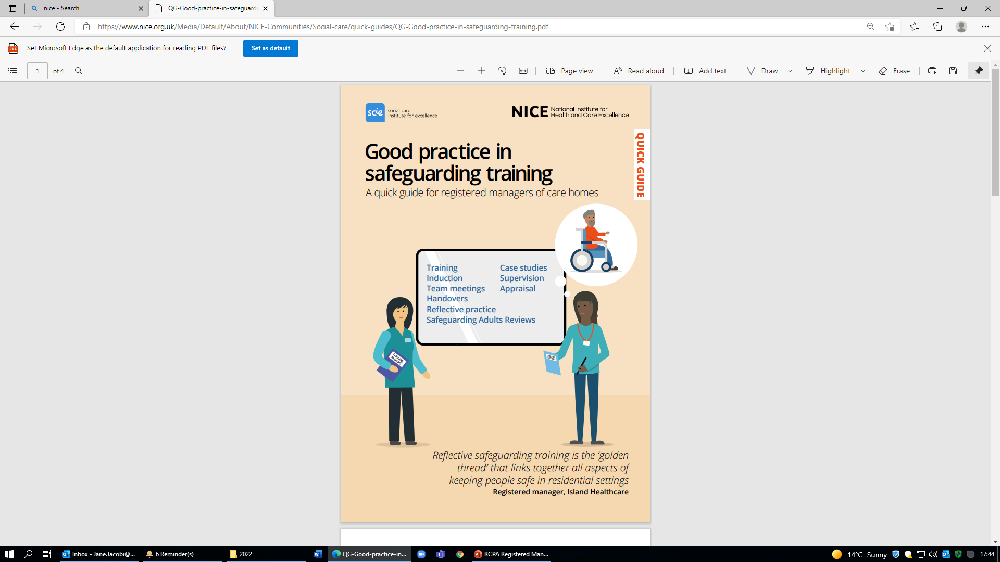 nice - Search
QG-Good-practice-in-safeguard
https://www.nice.org.uk/Media/Default/About/NICE-Communities/Social-care/quick-guides/QG-Good-practice-in-safeguarding-training.pdf
PDF
Set Microsoft Edge as the default application for reading PDF files?
Set as default
1 of 4
Page view
Read aloud
Add text
Draw
Highlight
Erase
scie
social care
institute for excellence
NICE
National Institute for
Health and Care Excellence
QUICK GUIDE
Good practice in
safeguarding training
A quick guide for registered managers of care homes
Training
Induction
Team meetings
Handovers
Reflective practice
Safeguarding Adults Reviews
Case studies
Supervision
Appraisal
Training
Manual
Reflective safeguarding training is the ‘golden
thread’ that links together all aspects of
keeping people safe in residential settings
Registered manager, Island Healthcare
Inbox - Jane.Jacobi@...
6 Reminder(s)
2022
QG-Good-practice-in...
RCPA Registered Man...
14°C Sunny
17:44